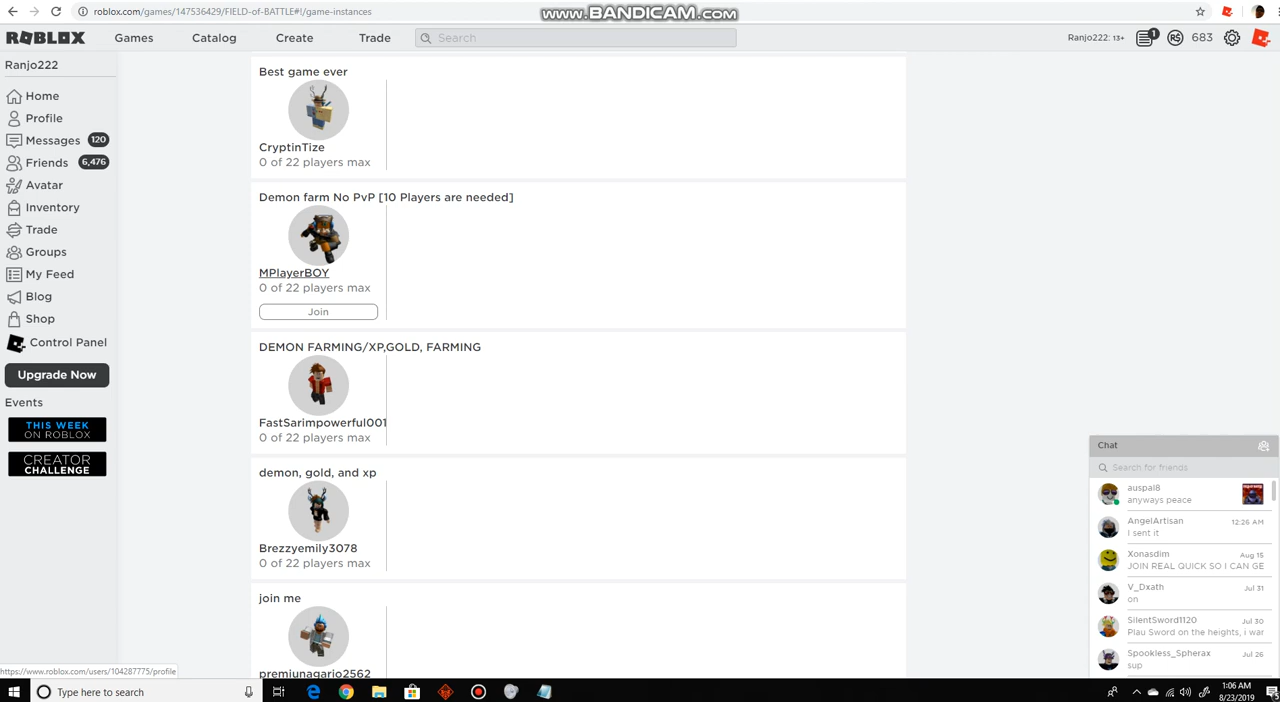 roblox.com/games/147536429/FIELD-of-BATTLE#!/game-instances
www.BANDICAM.com
ROBLOX Games Catalog Create Trade Search Ranjo222: 13+ 1 R$ 683
Ranjo222
Home
Profile
Messages 120
Friends 6,476
Avatar
Inventory
Trade
Groups
My Feed
Blog
Shop
Control Panel
Upgrade Now
Events
THIS WEEK
ON ROBLOX
CREATOR
CHALLENGE
Best game ever
CryptinTize
0 of 22 players max
Demon farm No PvP [10 Players are needed]
MPlayerBOY
0 of 22 players max
Join
DEMON FARMING/XP,GOLD, FARMING
FastSarimpowerful001
0 of 22 players max
demon, gold, and xp
Brezzyemily3078
0 of 22 players max
join me
premiunagario2562
Chat
Search for friends
auspal8
anyways peace
AngelArtisan 12:26 AM
I sent it
Xonasdim Aug 15
JOIN REAL QUICK SO I CAN GE
V_Dxath Jul 31
on
SilentSword1120 Jul 30
Plau Sword on the heights, i war
Spookless_Spherax Jul 26
sup
https://www.roblox.com/users/104287775/profile
Type here to search
1:06 AM
8/23/2019